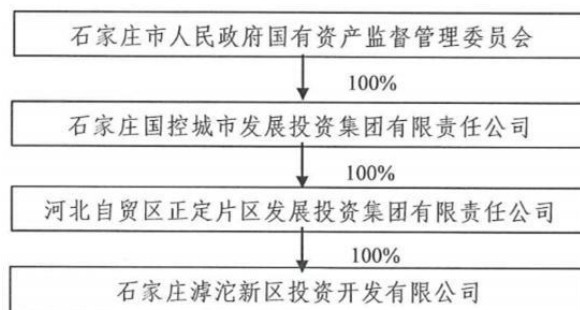 石家庄市人民政府国有资产监督管理委员会
100%
石家庄国控城市发展投资集团有限责任公司
100%
河北自贸区正定片区发展投资集团有限责任公司
100%
石家庄滹沱新区投资开发有限公司